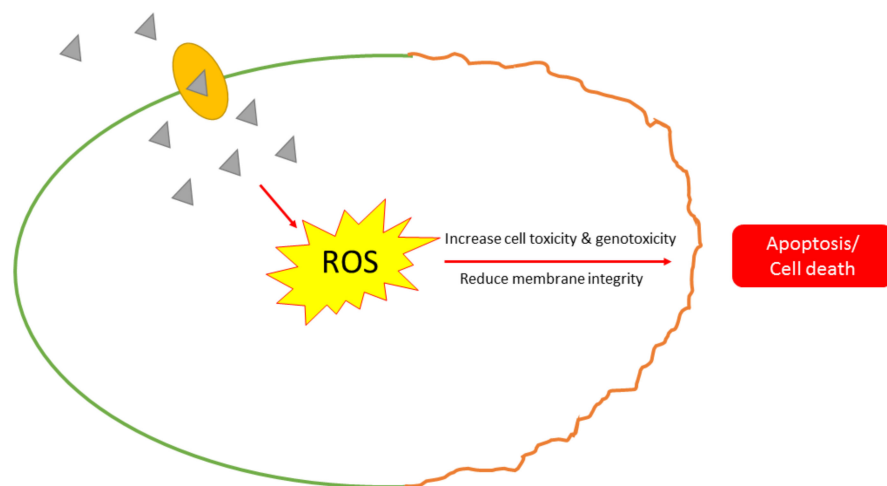 ROS
Increase cell toxicity & genotoxicity
Reduce membrane integrity
Apoptosis/
Cell death